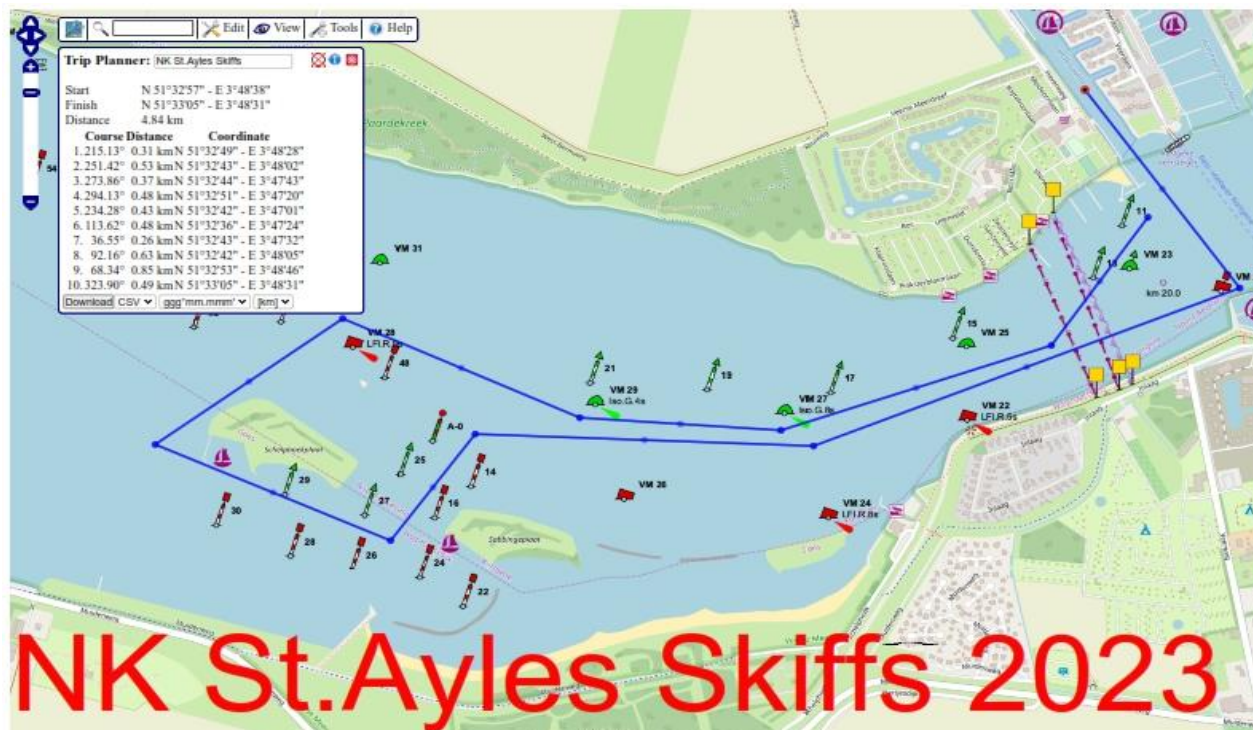 Edit View Tools Help
Trip Planner: NK St.Ayles Skiffs
Start N 51°32'57" - E 3°48'38"
Finish N 51°33'05" - E 3°48'31"
Distance 4.84 km
Course Distance Coordinate
1. 215.13° 0.31 km N 51°32'49" - E 3°48'28"
2. 251.42° 0.53 km N 51°32'43" - E 3°48'02"
3. 273.86° 0.37 km N 51°32'44" - E 3°47'43"
4. 294.13° 0.48 km N 51°32'51" - E 3°47'20"
5. 234.28° 0.43 km N 51°32'42" - E 3°47'01"
6. 113.62° 0.48 km N 51°32'36" - E 3°47'24"
7. 36.55° 0.26 km N 51°32'43" - E 3°47'32"
8. 92.16° 0.63 km N 51°32'42" - E 3°48'05"
9. 68.34° 0.85 km N 51°32'53" - E 3°48'46"
10. 323.90° 0.49 km N 51°33'05" - E 3°48'31"
Download CSV ggg°mm.mmm' [km]
54
Paardekreek
11
VM 31
VM 23
km 20.0
VM
15
VM 25
VM 28
48
21
19
17
VM 29
Iso.G.4s
VM 27
Iso.G.8s
VM 22
LFl.R.5s
A-0
Schelphoekplaat
25
14
29
27
16
VM 26
VM 24
LFl.R.8s
30
28
26
24
22
Sabbingeplaat
Muidenweg
NK St.Ayles Skiffs 2023